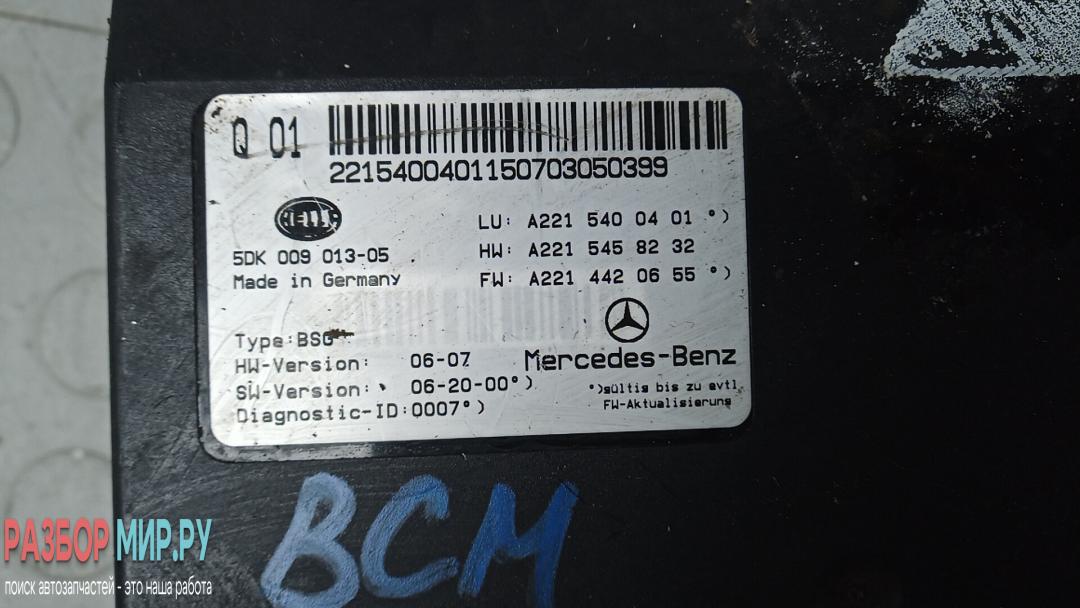 Q 01
2215400401150703050399
HELLA
LU: A221 540 04 01 °)
5DK 009 013-05
HW: A221 545 82 32
Made in Germany
FW: A221 442 06 55 °)
Type:BSG
HW-Version: 06-07
Mercedes-Benz
SW-Version: 06-20-00°)
°)gültig bis zu evtl.
Diagnostic-ID:0007°)
FW-Aktualisierung
BCM
РАЗБОР МИР.РУ
поиск автозапчастей - это наша работа